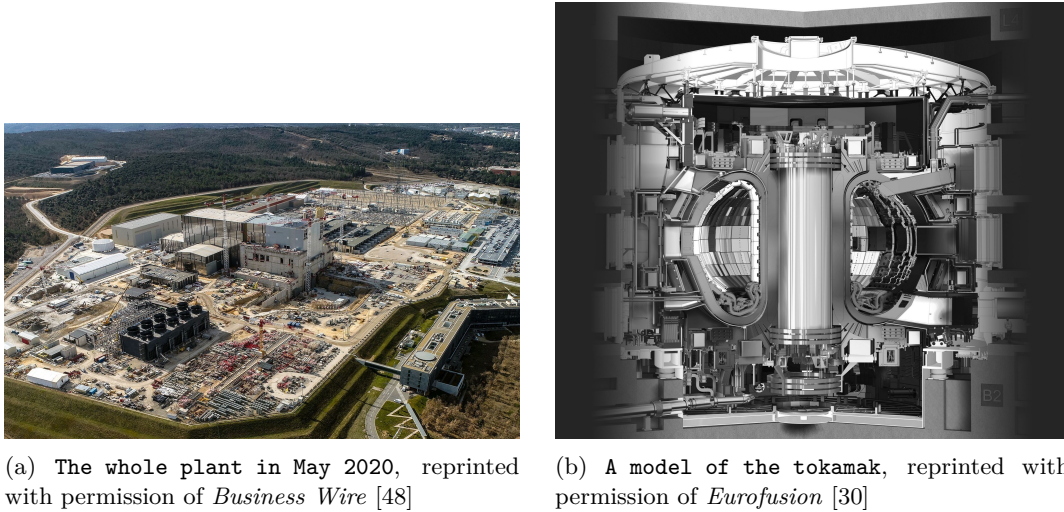 B2
(a) The whole plant in May 2020, reprinted
with permission of Business Wire [48]
(b) A model of the tokamak, reprinted with
permission of Eurofusion [30]